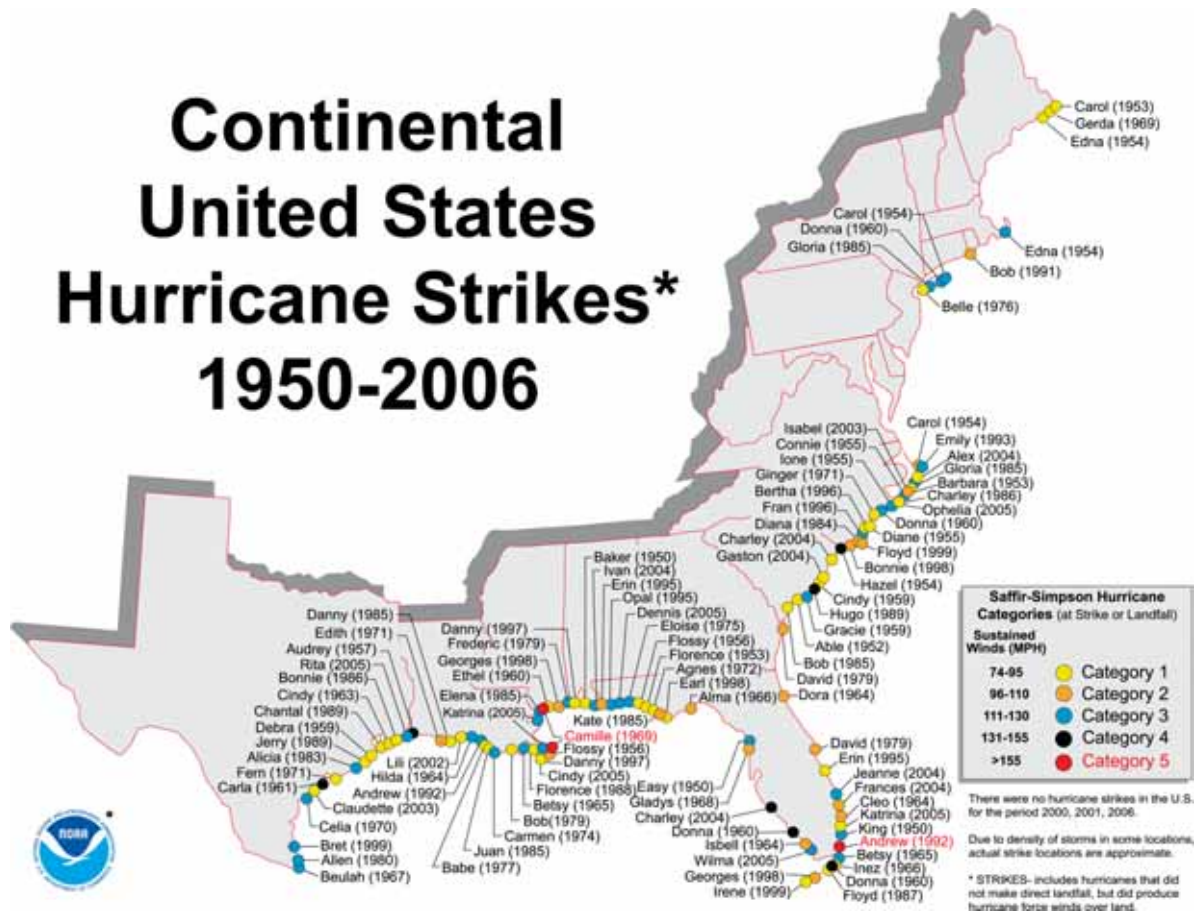 Continental
United States
Hurricane Strikes*
1950-2006
Carol (1953)
Gerda (1969)
Edna (1954)
Carol (1954)
Donna (1960)
Gloria (1985)
Edna (1954)
Bob (1991)
Belle (1976)
Isabel (2003)
Connie (1955)
Ione (1955)
Ginger (1971)
Bertha (1996)
Fran (1996)
Diana (1984)
Charley (2004)
Gaston (2004)
Carol (1954)
Emily (1993)
Alex (2004)
Gloria (1985)
Barbara (1953)
Charley (1986)
Ophelia (2005)
Donna (1960)
Diane (1955)
Floyd (1999)
Bonnie (1998)
Hazel (1954)
Cindy (1959)
Hugo (1989)
Gracie (1959)
Able (1952)
Bob (1985)
David (1979)
Dora (1964)
Baker (1950)
Ivan (2004)
Erin (1995)
Opal (1995)
Dennis (2005)
Eloise (1975)
Flossy (1956)
Florence (1953)
Agnes (1972)
Earl (1998)
Alma (1966)
Danny (1997)
Frederic (1979)
Georges (1998)
Ethel (1960)
Elena (1985)
Katrina (2005)
Kate (1985)
Camille (1969)
Flossy (1956)
Danny (1997)
Cindy (2005)
Florence (1988)
Betsy (1965)
Bob(1979)
Carmen (1974)
Juan (1985)
Babe (1977)
Andrew (1992)
Hilda (1964)
Lili (2002)
Danny (1985)
Edith (1971)
Audrey (1957)
Rita (2005)
Bonnie (1986)
Cindy (1963)
Chantal (1989)
Debra (1959)
Jerry (1989)
Alicia (1983)
Fern (1971)
Carla (1961)
Claudette (2003)
Celia (1970)
Bret (1999)
Allen (1980)
Beulah (1967)
Easy (1950)
Gladys (1968)
Charley (2004)
Donna (1960)
Isbell (1964)
Wilma (2005)
Georges (1998)
Irene (1999)
David (1979)
Erin (1995)
Jeanne (2004)
Frances (2004)
Cleo (1964)
Katrina (2005)
King (1950)
Andrew (1992)
Betsy (1965)
Inez (1966)
Donna (1960)
Floyd (1987)
Saffir-Simpson Hurricane
Categories (at Strike or Landfall)
Sustained
Winds (MPH)
74-95 Category 1
96-110 Category 2
111-130 Category 3
131-155 Category 4
>155 Category 5
There were no hurricane strikes in the U.S.
for the period 2000, 2001, 2006.
Due to density of storms in some locations,
actual strike locations are approximate.
* STRIKES- includes hurricanes that did
not make direct landfall, but did produce
hurricane force winds over land.
NOAA